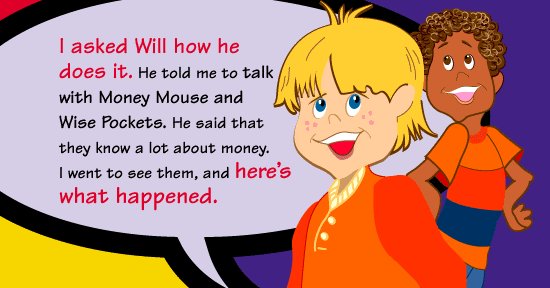 I asked Will how he
does it. He told me to talk
with Money Mouse and
Wise Pockets. He said that
they know a lot about money.
I went to see them, and here's
what happened.